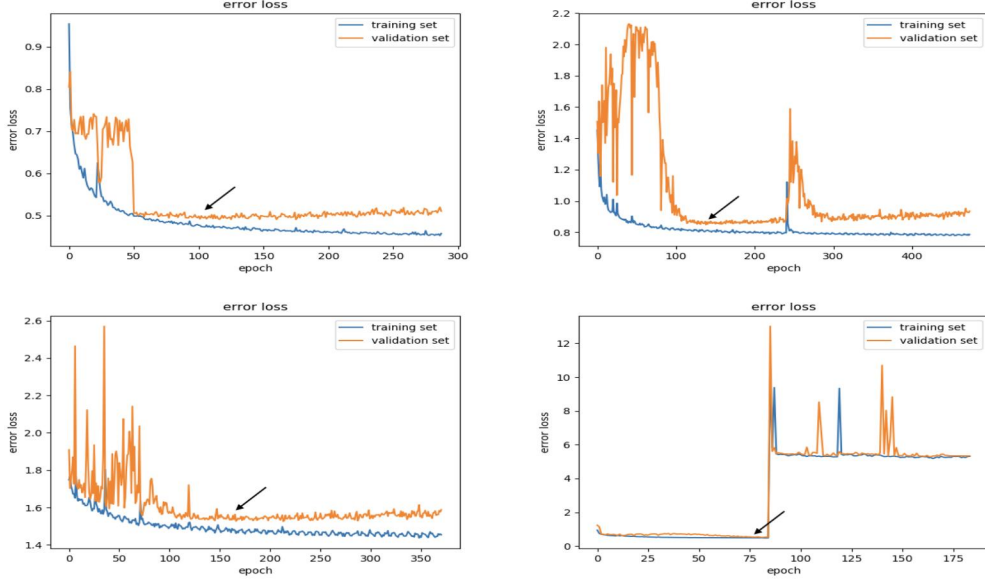 error loss
training set
validation set
0.9
0.8
0.7
0.6
0.5
error loss
0 50 100 150 200 250 300
epoch
error loss
training set
validation set
2.2
2.0
1.8
1.6
1.4
1.2
1.0
0.8
error loss
0 100 200 300 400
epoch
error loss
training set
validation set
2.6
2.4
2.2
2.0
1.8
1.6
1.4
error loss
0 50 100 150 200 250 300 350
epoch
error loss
training set
validation set
12
10
8
6
4
2
0
error loss
0 25 50 75 100 125 150 175
epoch